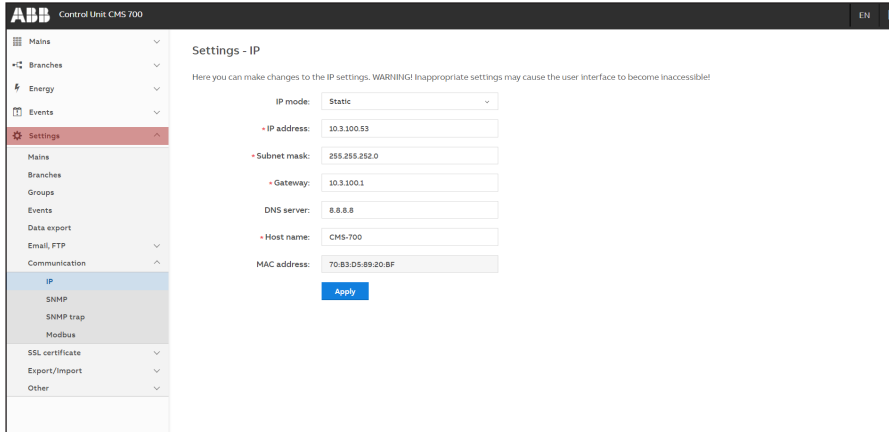 ABB Control Unit CMS 700
EN
Mains
Branches
Energy
Events
Settings
Mains
Branches
Groups
Events
Data export
Email, FTP
Communication
IP
SNMP
SNMP trap
Modbus
SSL certificate
Export/Import
Other
Settings - IP
Here you can make changes to the IP settings. WARNING! Inappropriate settings may cause the user interface to become inaccessible!
IP mode: Static
* IP address: 10.3.100.53
* Subnet mask: 255.255.252.0
* Gateway: 10.3.100.1
DNS server: 8.8.8.8
* Host name: CMS-700
MAC address: 70:B3:D5:89:20:BF
Apply